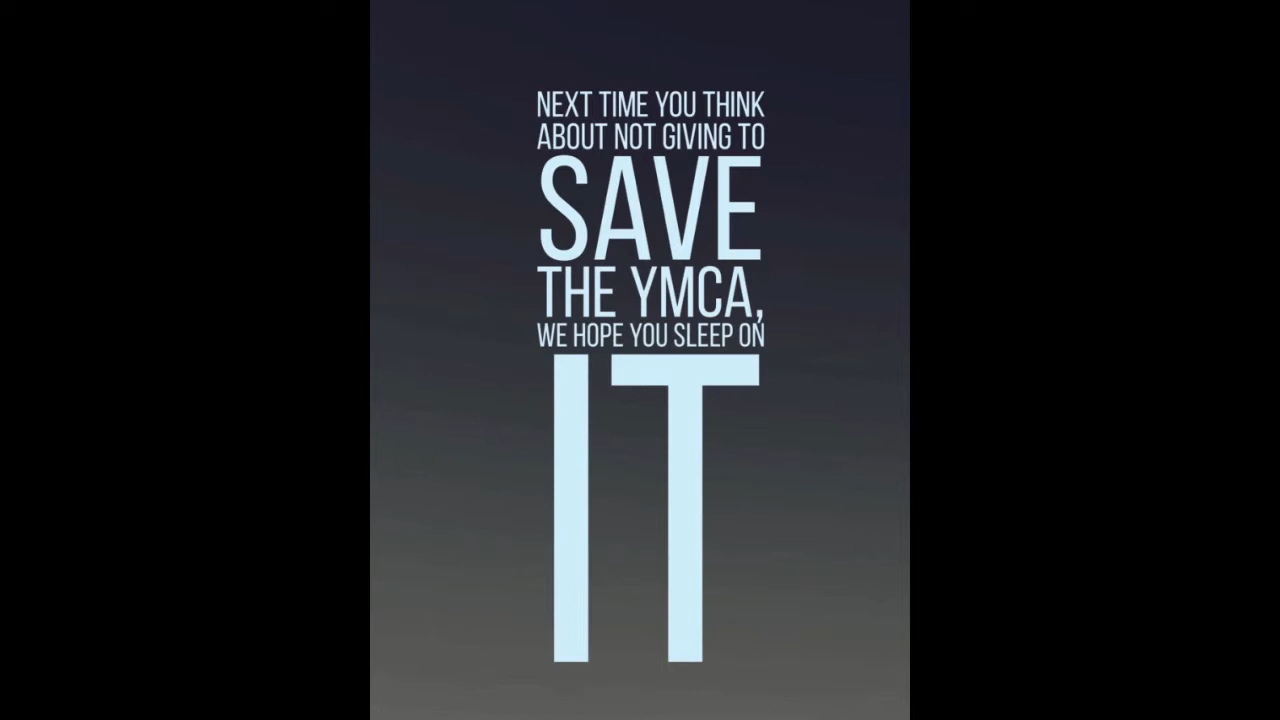 NEXT TIME YOU THINK
ABOUT NOT GIVING TO
SAVE
THE YMCA,
WE HOPE YOU SLEEP ON
IT